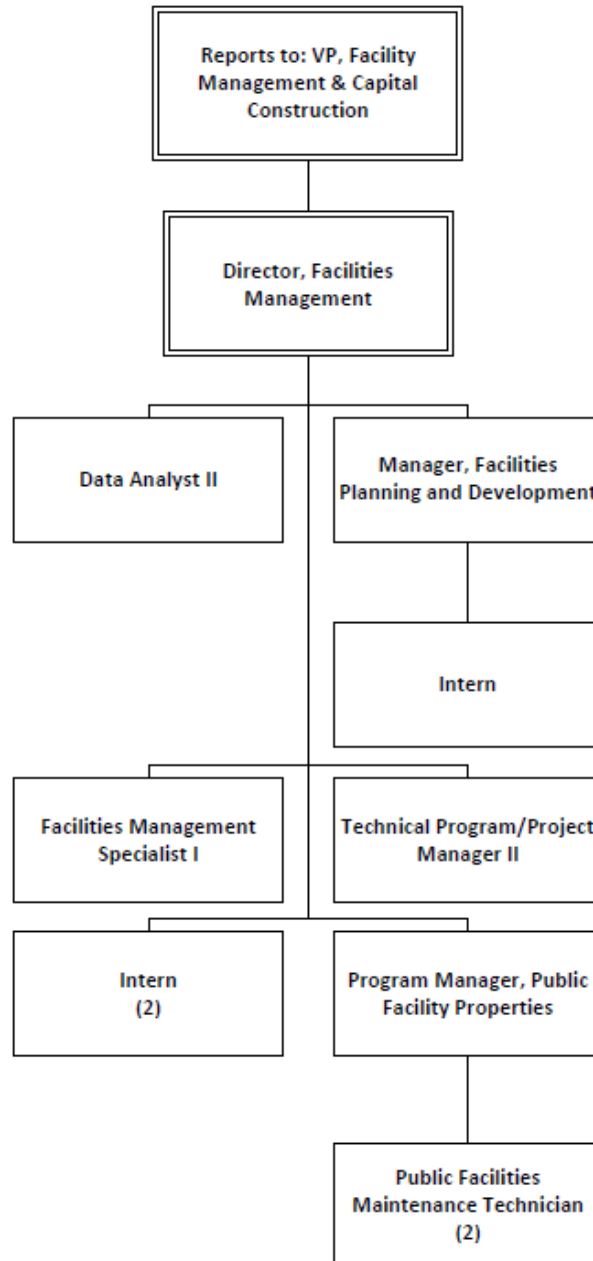 Reports to: VP, Facility
Management & Capital
Construction
Director, Facilities
Management
Data Analyst II
Manager, Facilities
Planning and Development
Intern
Facilities Management
Specialist I
Technical Program/Project
Manager II
Intern
(2)
Program Manager, Public
Facility Properties
Public Facilities
Maintenance Technician
(2)